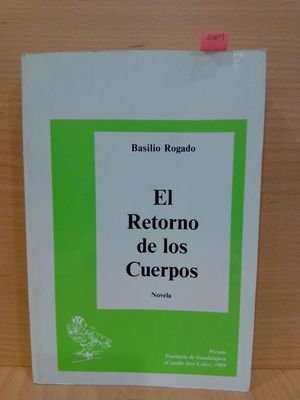 Basilio Rogado
El
Retorno
de los
Cuerpos
Novela
Premio
Provincia de Guadalajara
«Camilo José Cela», 1989